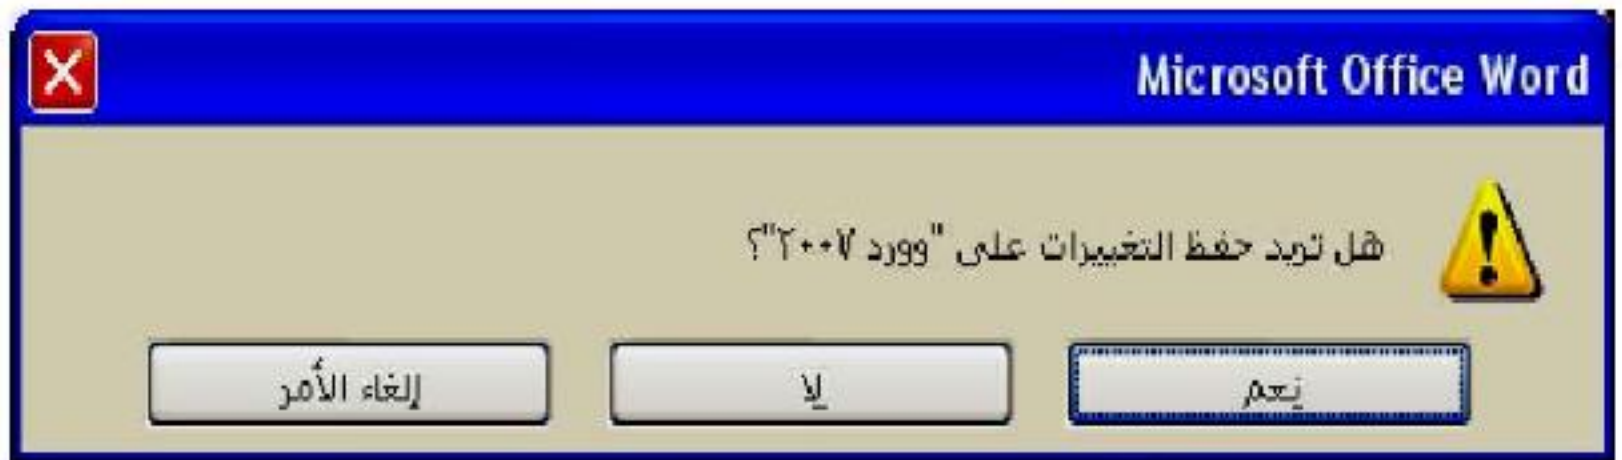 Microsoft Office Word
هل تريد حفظ التغييرات على "وورد ٢٠٠٧"؟
نعم
لا
إلغاء الأمر